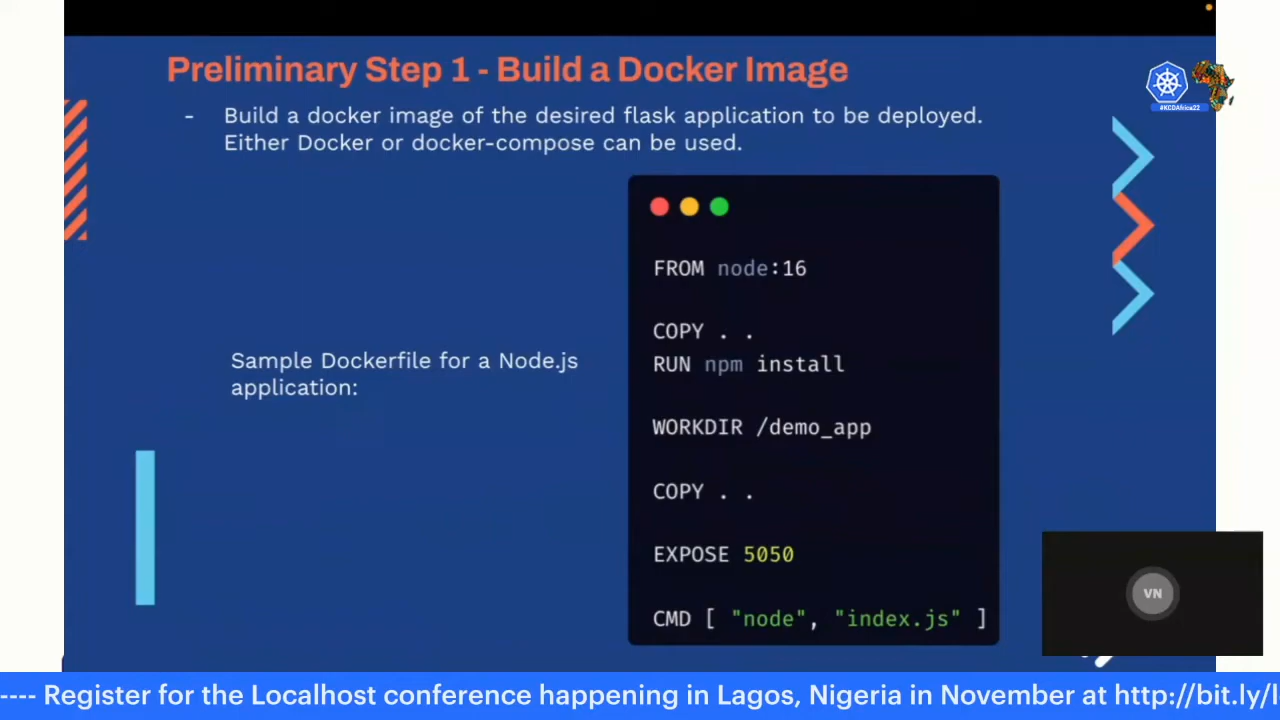 Preliminary Step 1 - Build a Docker Image
#KCDAfrica22
- Build a docker image of the desired flask application to be deployed.
Either Docker or docker-compose can be used.
Sample Dockerfile for a Node.js
application:
FROM node:16
COPY . .
RUN npm install
WORKDIR /demo_app
COPY . .
EXPOSE 5050
CMD [ "node", "index.js" ]
VN
---- Register for the Localhost conference happening in Lagos, Nigeria in November at http://bit.ly/l